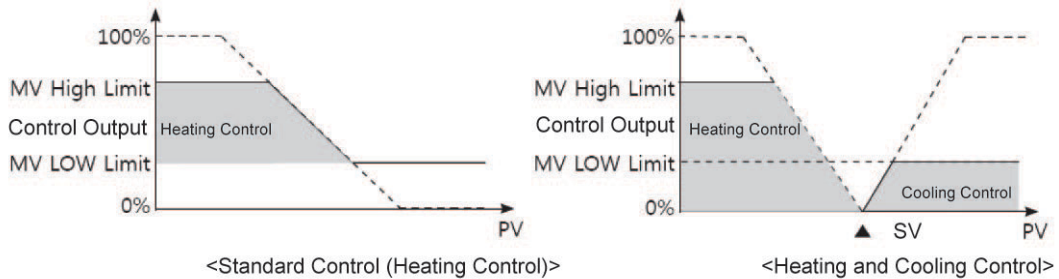 100%
MV High Limit
Control Output
Heating Control
MV LOW Limit
0%
PV
<Standard Control (Heating Control)>
100%
MV High Limit
Control Output
Heating Control
MV LOW Limit
Cooling Control
0%
▲ SV
PV
<Heating and Cooling Control>